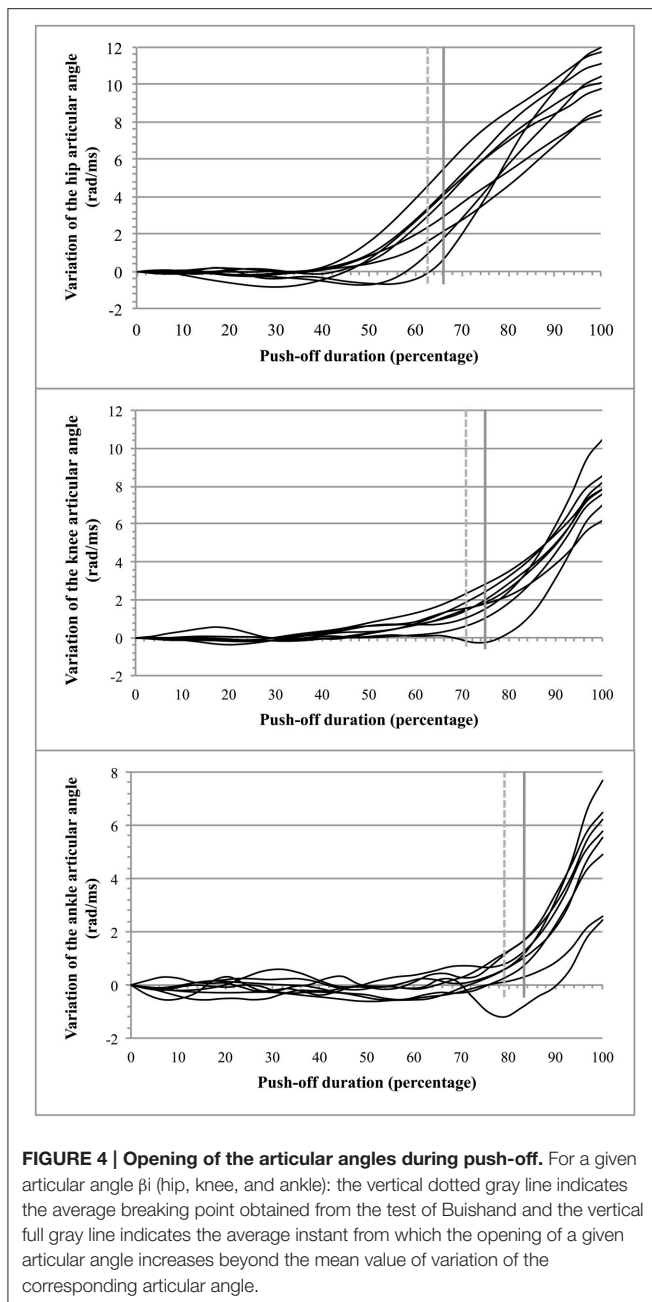 Variation of the hip articular angle
(rad/ms)
12
10
8
6
4
2
0
-2
0 10 20 30 40 50 60 70 80 90 100
Push-off duration (percentage)
Variation of the knee articular angle
(rad/ms)
12
10
8
6
4
2
0
-2
0 10 20 30 40 50 60 70 80 90 100
Push-off duration (percentage)
Variation of the ankle articular angle
(rad/ms)
8
6
4
2
0
-2
0 10 20 30 40 50 60 70 80 90 100
Push-off duration (percentage)
FIGURE 4 | Opening of the articular angles during push-off. For a given
articular angle βi (hip, knee, and ankle): the vertical dotted gray line indicates
the average breaking point obtained from the test of Buishand and the vertical
full gray line indicates the average instant from which the opening of a given
articular angle increases beyond the mean value of variation of the
corresponding articular angle.